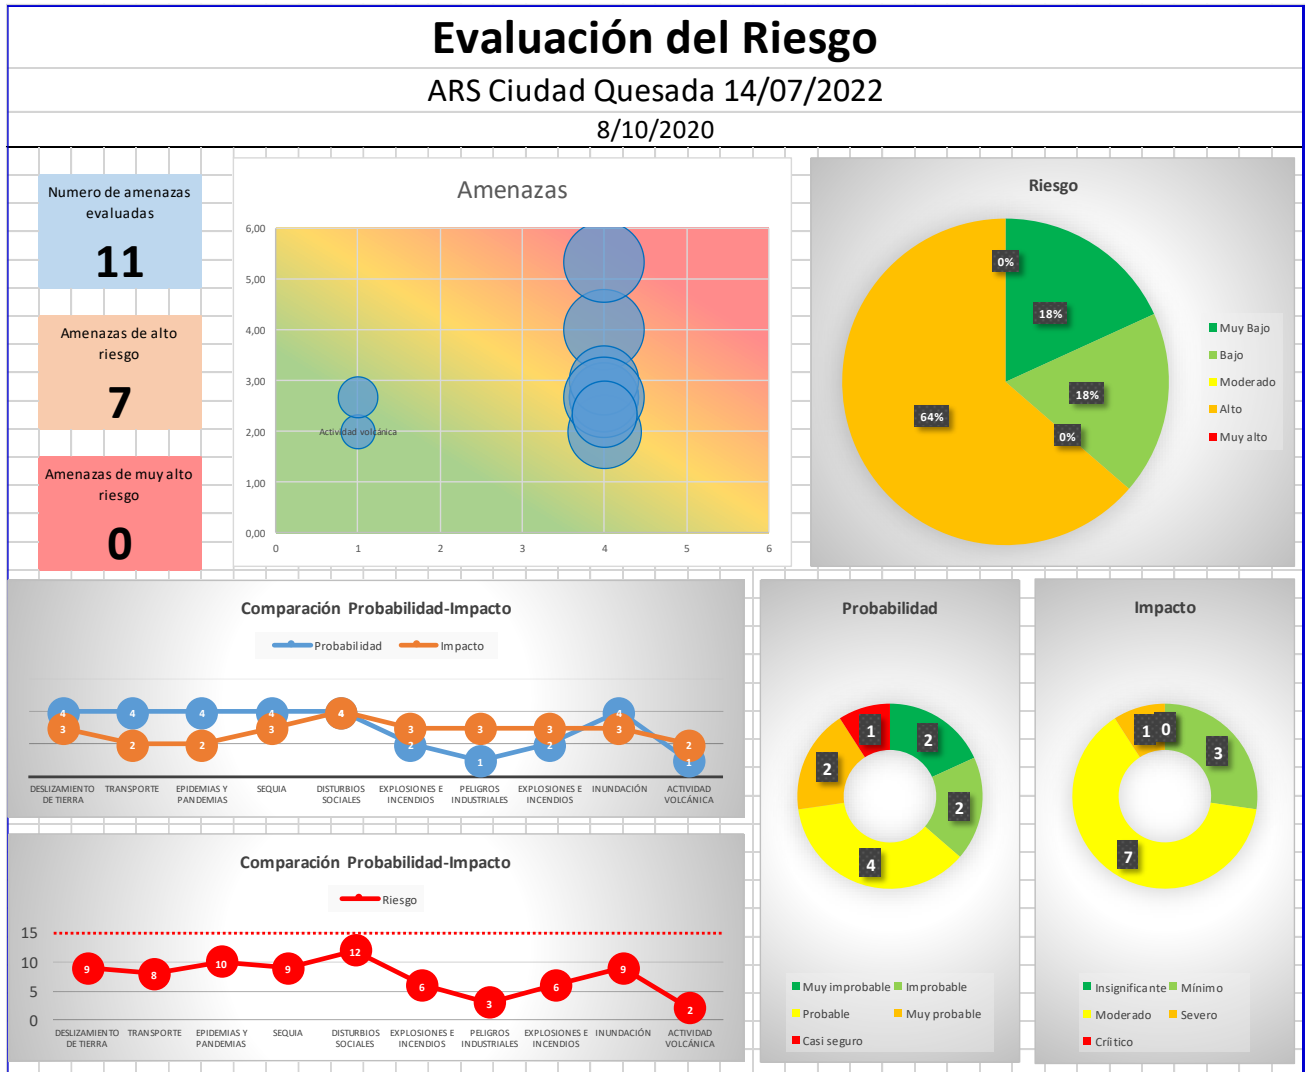 Evaluación del Riesgo
ARS Ciudad Quesada 14/07/2022
8/10/2020
Numero de amenazas
evaluadas
11
Amenazas de alto
riesgo
7
Amenazas de muy alto
riesgo
0
Amenazas
6,00
5,00
4,00
3,00
2,00
1,00
0,00
0 1 2 3 4 5 6
Actividad volcánica
Riesgo
0%
18%
18%
0%
64%
Muy Bajo
Bajo
Moderado
Alto
Muy alto
Comparación Probabilidad-Impacto
Probabilidad Impacto
4 4 4 4 4 2 1 2 4 1
3 2 2 3 4 3 3 3 3 2
DESLIZAMIENTO
DE TIERRA
TRANSPORTE
EPIDEMIAS Y
PANDEMIAS
SEQUIA
DISTURBIOS
SOCIALES
EXPLOSIONES E
INCENDIOS
PELIGROS
INDUSTRIALES
EXPLOSIONES E
INCENDIOS
INUNDACIÓN
ACTIVIDAD
VOLCÁNICA
Comparación Probabilidad-Impacto
Riesgo
15
10
5
0
9 8 10 9 12 6 3 6 9 2
DESLIZAMIENTO
DE TIERRA
TRANSPORTE
EPIDEMIAS Y
PANDEMIAS
SEQUIA
DISTURBIOS
SOCIALES
EXPLOSIONES E
INCENDIOS
PELIGROS
INDUSTRIALES
EXPLOSIONES E
INCENDIOS
INUNDACIÓN
ACTIVIDAD
VOLCÁNICA
Probabilidad
1
2
2
2
4
Muy improbable Improbable
Probable Muy probable
Casi seguro
Impacto
1 0
3
7
Insignificante Mínimo
Moderado Severo
Críitico